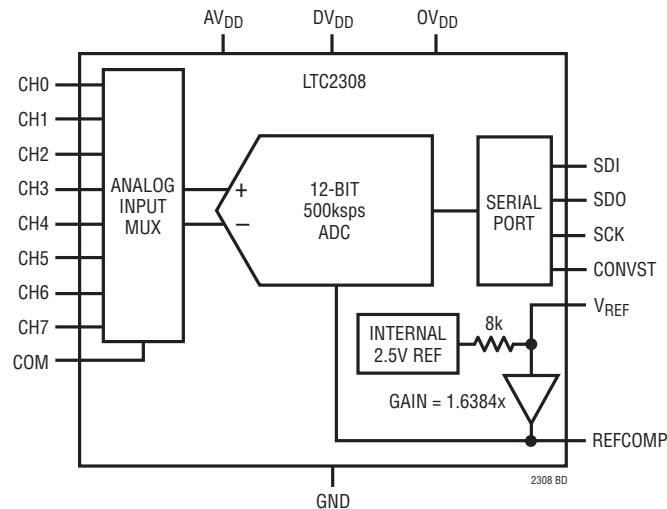 AVDD DVDD OVDD
LTC2308
CH0
CH1
CH2
CH3
CH4
CH5
CH6
CH7
COM
ANALOG
INPUT
MUX
+
–
12-BIT
500ksps
ADC
SERIAL
PORT
SDI
SDO
SCK
CONVST
VREF
INTERNAL
2.5V REF
8k
GAIN = 1.6384x
REFCOMP
2308 BD
GND